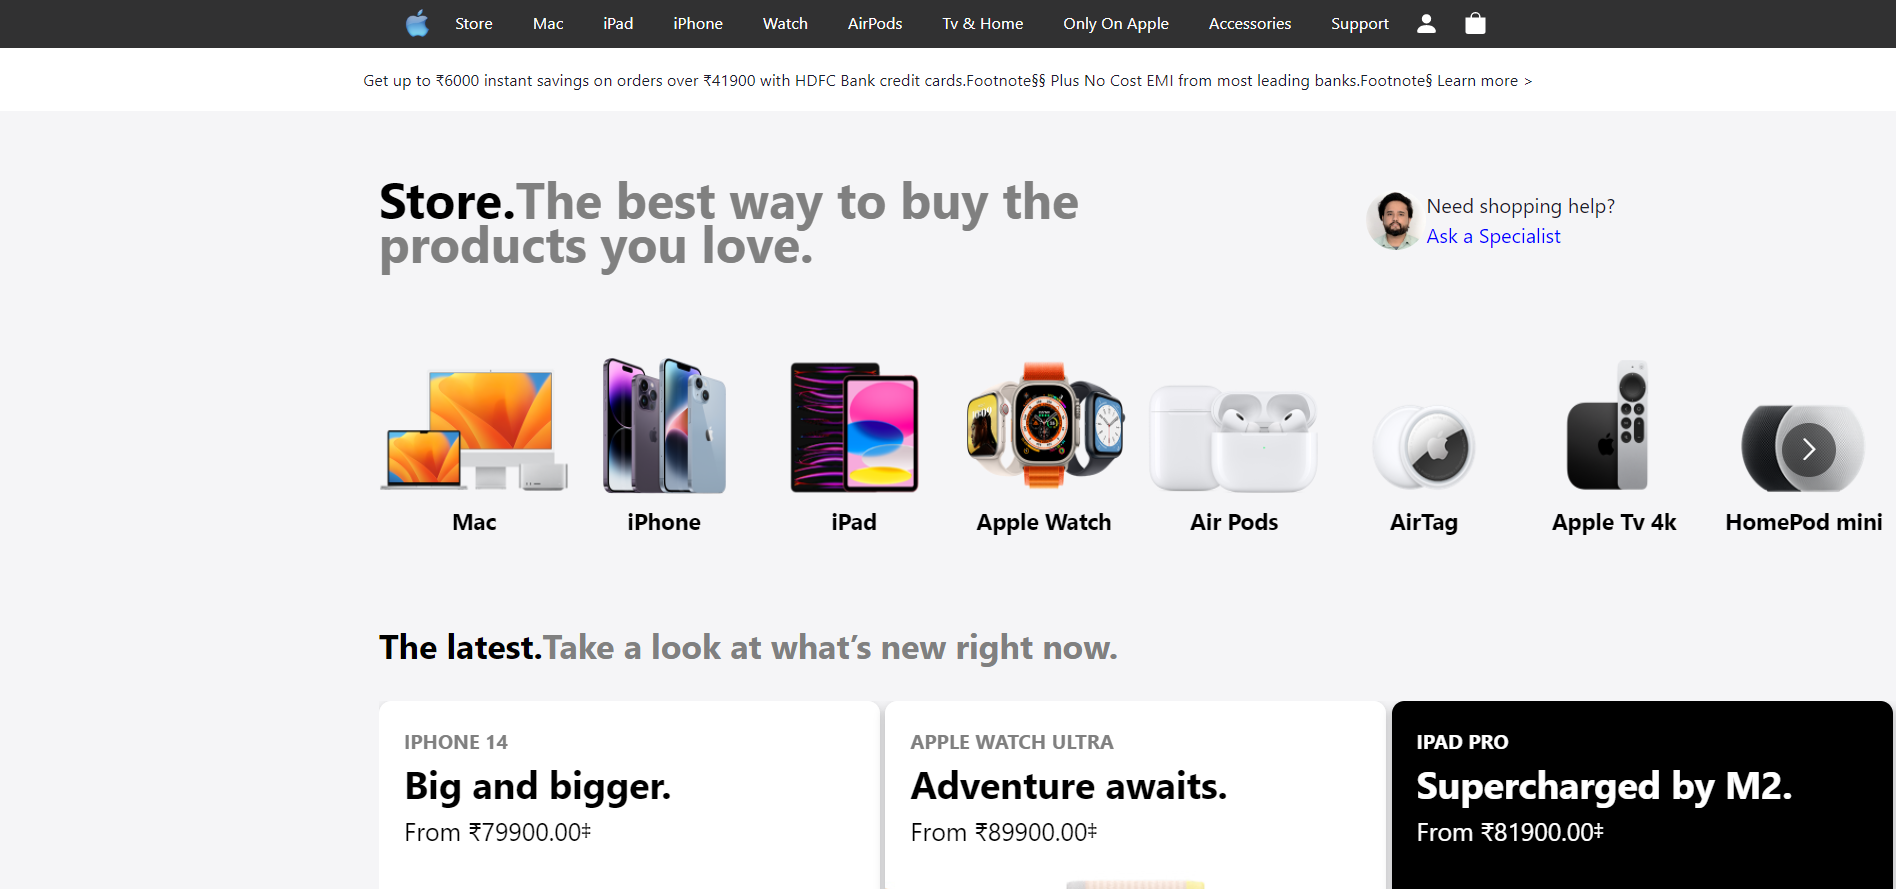 Store Mac iPad iPhone Watch AirPods Tv & Home Only On Apple Accessories Support
Get up to ₹6000 instant savings on orders over ₹41900 with HDFC Bank credit cards.Footnote§§ Plus No Cost EMI from most leading banks.Footnote§ Learn more >
Store.The best way to buy the
products you love.
Need shopping help?
Ask a Specialist
Mac iPhone iPad Apple Watch Air Pods AirTag Apple Tv 4k HomePod mini
The latest.Take a look at what’s new right now.
IPHONE 14
Big and bigger.
From ₹79900.00‡
APPLE WATCH ULTRA
Adventure awaits.
From ₹89900.00‡
IPAD PRO
Supercharged by M2.
From ₹81900.00‡